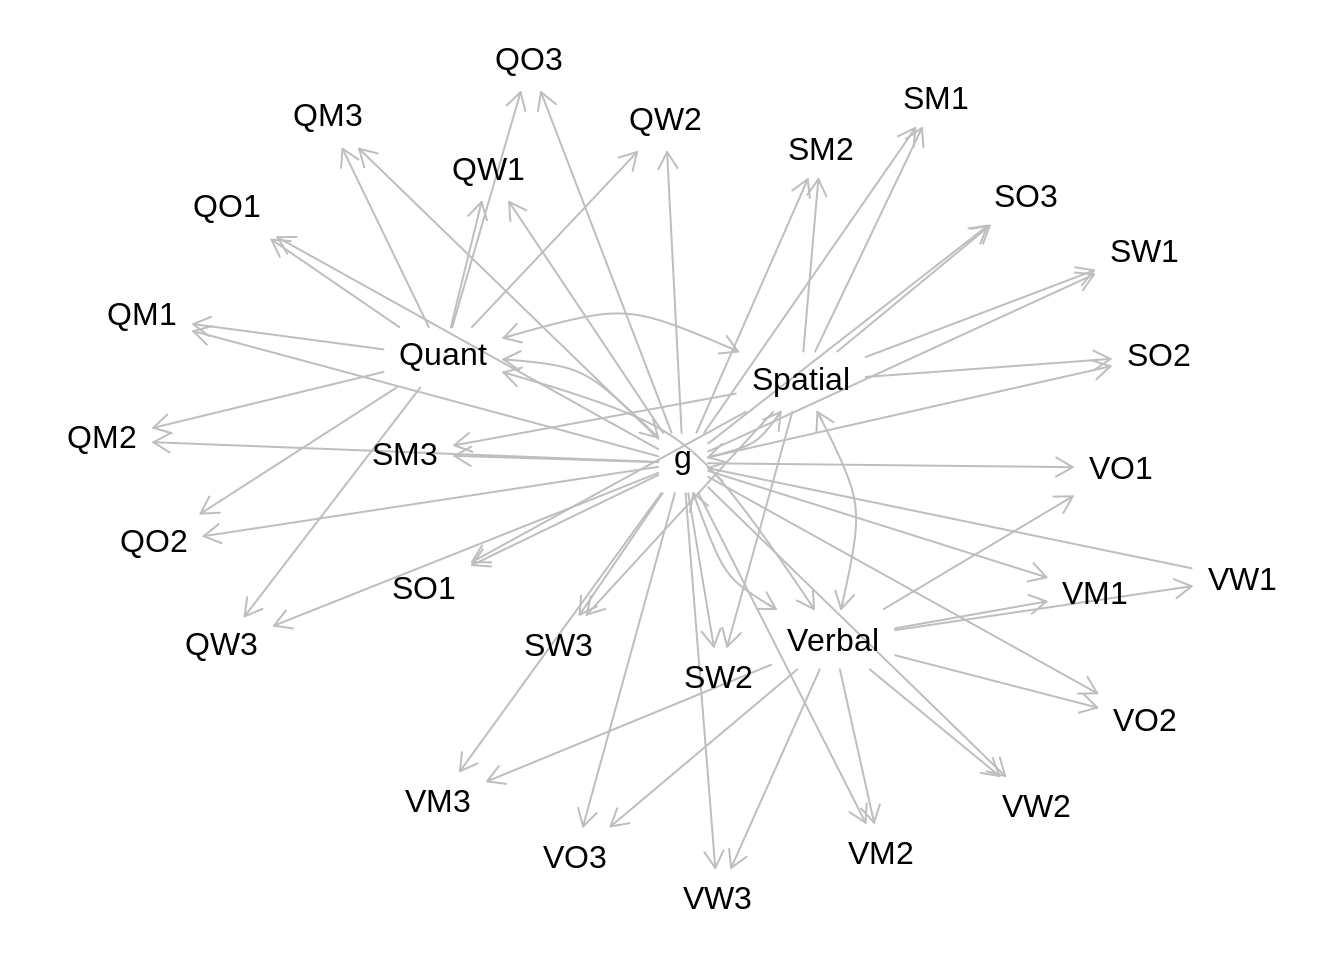 QO3
SM1
QM3
QW2
SM2
QW1
SO3
QO1
SW1
QM1
Quant
SO2
Spatial
QM2
SM3
g
VO1
QO2
VW1
SO1
VM1
QW3
SW3
Verbal
SW2
VO2
VM3
VW2
VO3
VM2
VW3